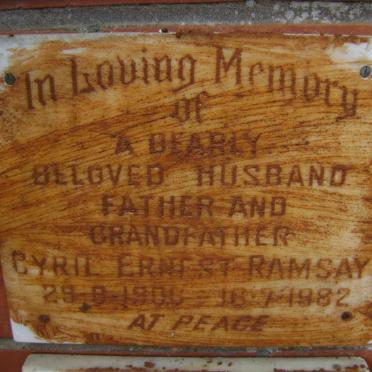 In Loving Memory
of
A DEARLY
BELOVED HUSBAND
FATHER AND
GRANDFATHER
CYRIL ERNEST RAMSAY
16-7-1982
AT PEACE